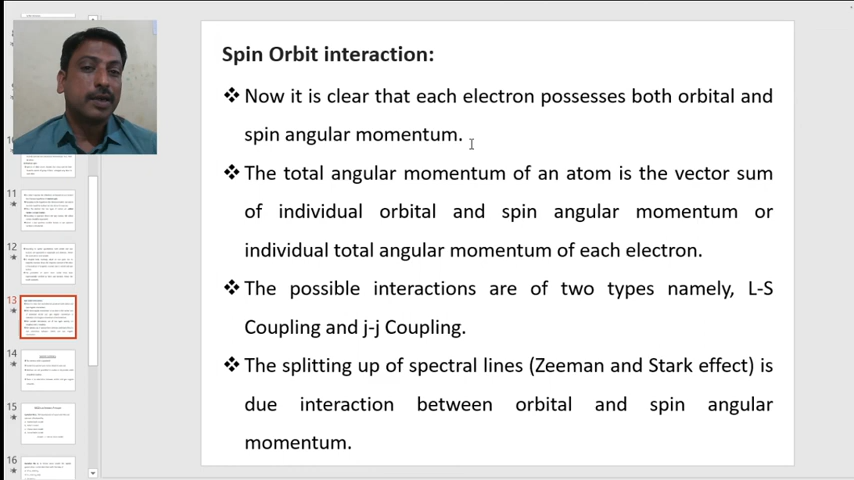 Spin Orbit interaction:
❖ Now it is clear that each electron possesses both orbital and
spin angular momentum.
❖ The total angular momentum of an atom is the vector sum
of individual orbital and spin angular momentum or
individual total angular momentum of each electron.
❖ The possible interactions are of two types namely, L-S
Coupling and j-j Coupling.
❖ The splitting up of spectral lines (Zeeman and Stark effect) is
due interaction between orbital and spin angular
momentum.
11
12
13
14
15
16